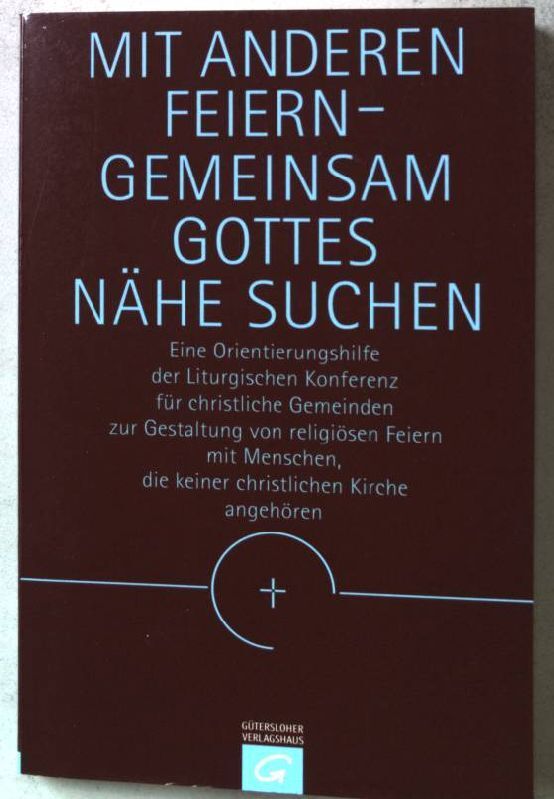 MIT ANDEREN
FEIERN–
GEMEINSAM
GOTTES
NÄHE SUCHEN
Eine Orientierungshilfe
der Liturgischen Konferenz
für christliche Gemeinden
zur Gestaltung von religiösen Feiern
mit Menschen,
die keiner christlichen Kirche
angehören
GÜTERSLOHER
VERLAGSHAUS
G